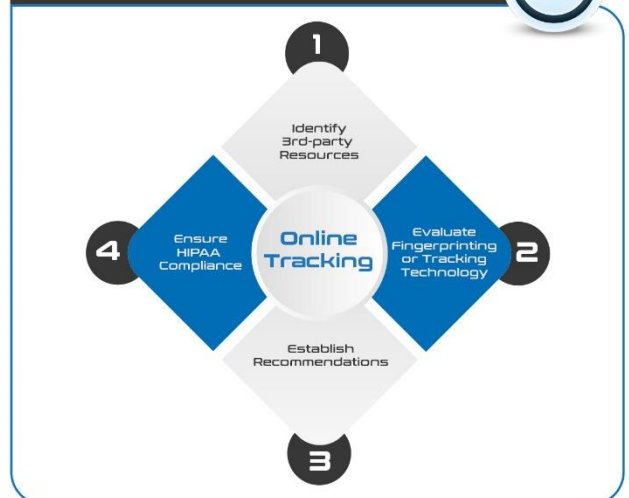 1
Identify
3rd-party
Resources
4
Ensure
HIPAA
Compliance
Online
Tracking
Evaluate
Fingerprinting
or Tracking
Technology
2
Establish
Recommendations
3